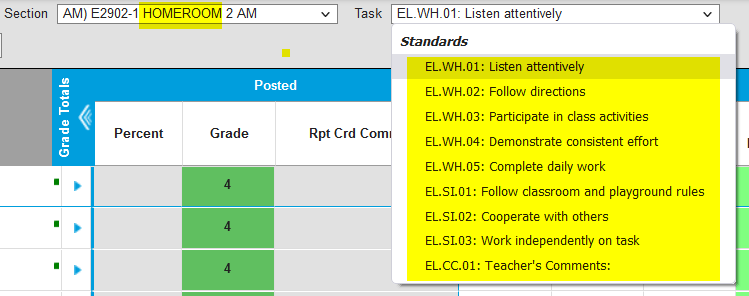 Section AM) E2902-1 HOMEROOM 2 AM Task EL.WH.01: Listen attentively
Standards
EL.WH.01: Listen attentively
EL.WH.02: Follow directions
EL.WH.03: Participate in class activities
EL.WH.04: Demonstrate consistent effort
EL.WH.05: Complete daily work
EL.SI.01: Follow classroom and playground rules
EL.SI.02: Cooperate with others
EL.SI.03: Work independently on task
EL.CC.01: Teacher's Comments:
Grade Totals
Posted
Percent Grade Rpt Crd Com
4
4
4